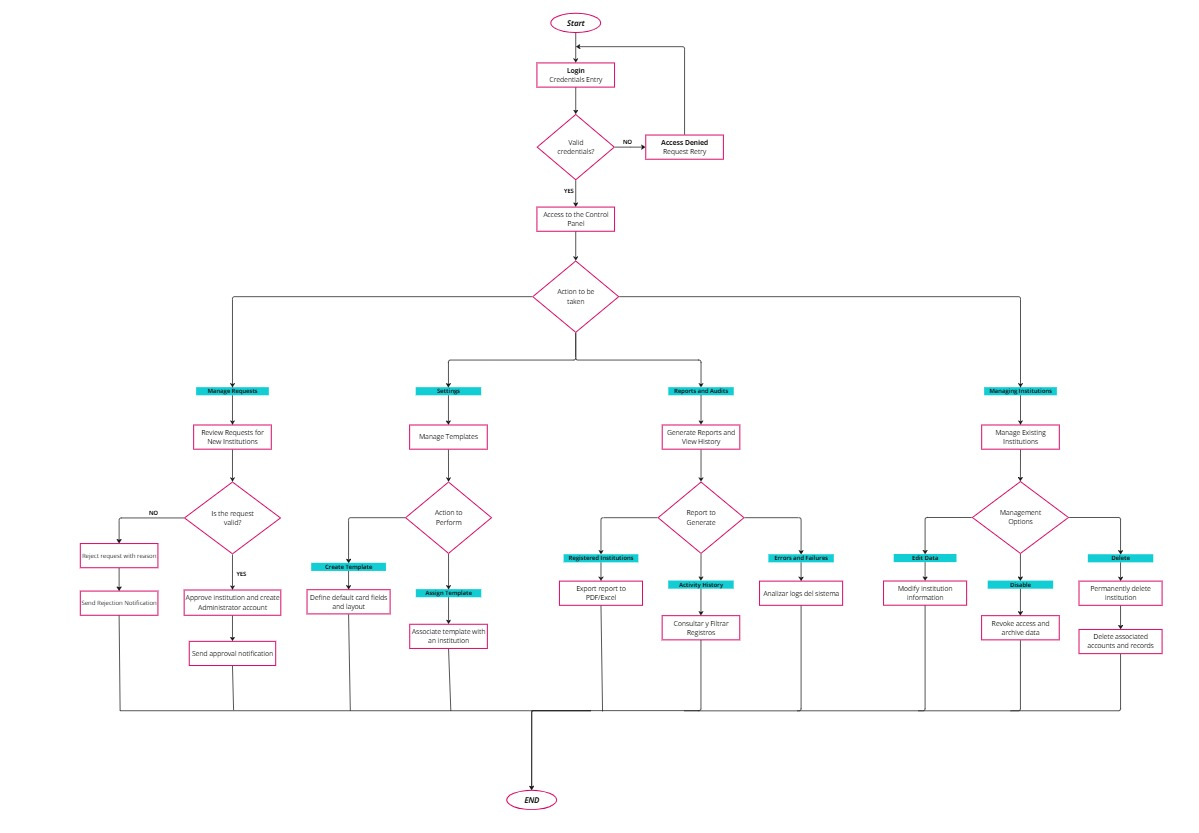 Start
Login
Credentials Entry
Valid
credentials?
NO
Access Denied
Request Retry
YES
Access to the Control
Panel
Action to be
taken
Manage Requests
Settings
Reports and Audits
Managing Institutions
Review Requests for
New Institutions
Manage Templates
Generate Reports and
View History
Manage Existing
Institutions
Is the request
valid?
Action to
Perform
Report to
Generate
Management
Options
NO
Reject request with reason
Send Rejection Notification
YES
Approve institution and create
Administrator account
Send approval notification
Create Template
Define default card fields
and layout
Assign Template
Associate template with
an institution
Registered Institutions
Export report to
PDF/Excel
Activity History
Consultar y Filtrar
Registros
Errors and Failures
Analizar logs del sistema
Edit Data
Modify institution
information
Disable
Revoke access and
archive data
Delete
Permanently delete
institution
Delete associated
accounts and records
END